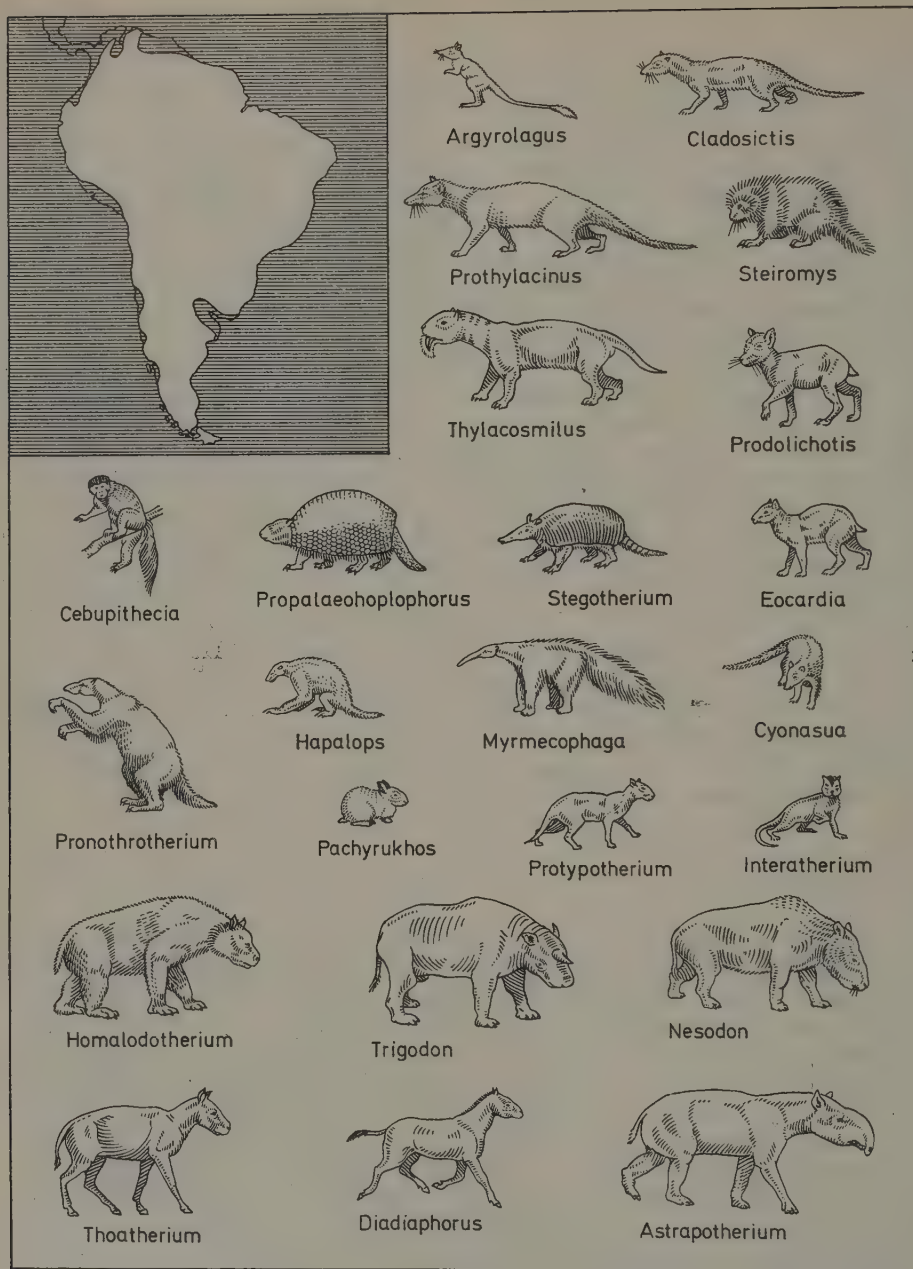 Argyrolagus
Cladosictis
Prothylacinus
Steiromys
Thylacosmilus
Prodolichotis
Cebupithecia
Propalaeohoplophorus
Stegotherium
Eocardia
Hapalops
Myrmecophaga
Cyonasua
Pronothrotherium
Pachyrukhos
Protypotherium
Interatherium
Homalodotherium
Trigodon
Nesodon
Thoatherium
Diadiaphorus
Astrapotherium